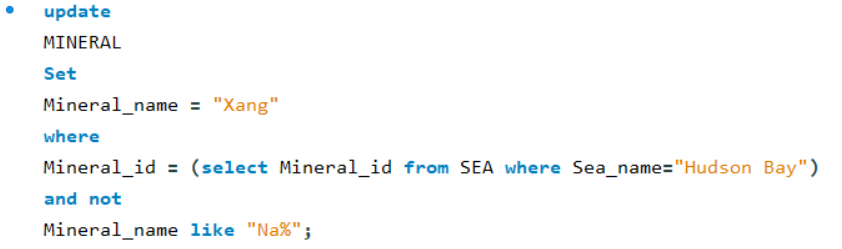 update
MINERAL
Set
Mineral_name = "Xang"
where
Mineral_id = (select Mineral_id from SEA where Sea_name="Hudson Bay")
and not
Mineral_name like "Na%";